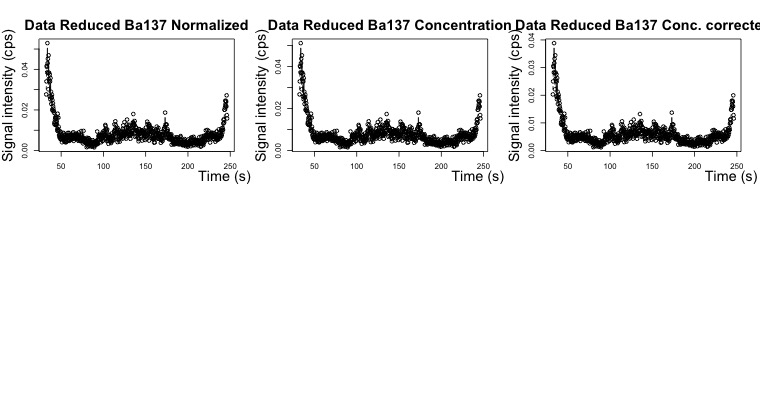 Data Reduced Ba137 Normalized
Signal intensity (cps)
0.00 0.02 0.04
50 100 150 200 250
Time (s)
Data Reduced Ba137 Concentration
Signal intensity (cps)
0.00 0.02 0.04
50 100 150 200 250
Time (s)
Data Reduced Ba137 Conc. correcte
Signal intensity (cps)
0.00 0.01 0.02 0.03 0.04
50 100 150 200 250
Time (s)